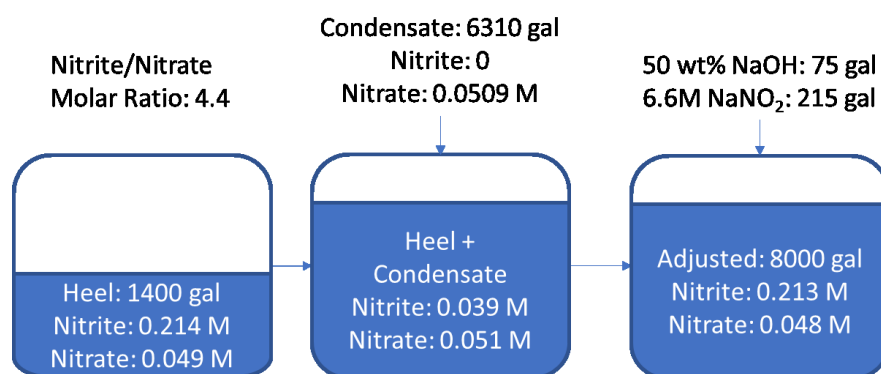 Nitrite/Nitrate
Molar Ratio: 4.4
Condensate: 6310 gal
Nitrite: 0
Nitrate: 0.0509 M
50 wt% NaOH: 75 gal
6.6M NaNO₂: 215 gal
Heel: 1400 gal
Nitrite: 0.214 M
Nitrate: 0.049 M
Heel +
Condensate
Nitrite: 0.039 M
Nitrate: 0.051 M
Adjusted: 8000 gal
Nitrite: 0.213 M
Nitrate: 0.048 M